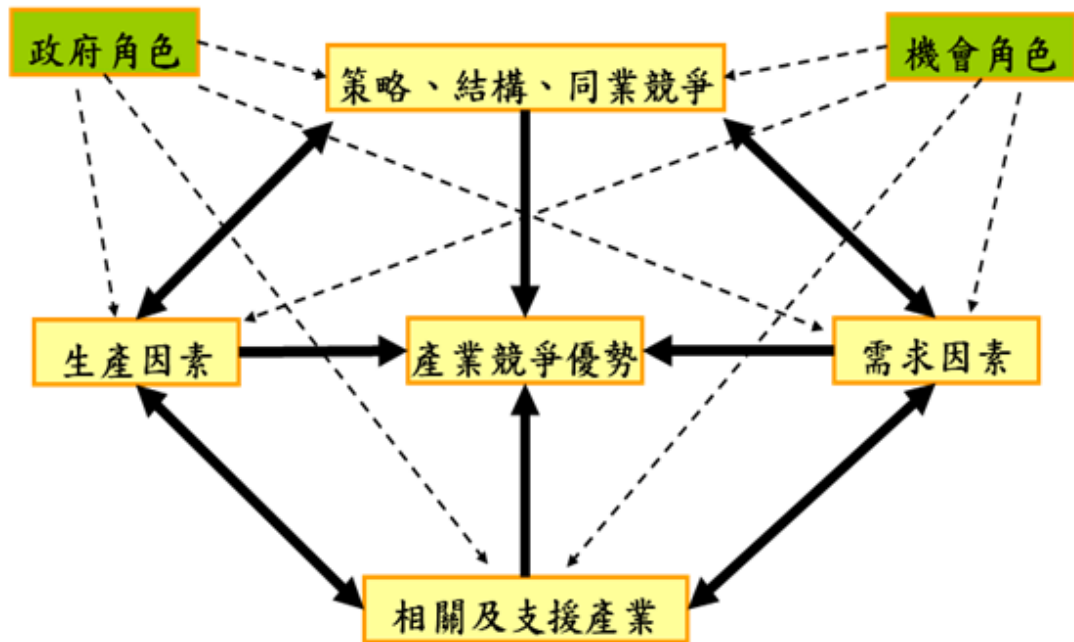 政府角色
機會角色
策略、結構、同業競爭
生產因素
產業競爭優勢
需求因素
相關及支援產業